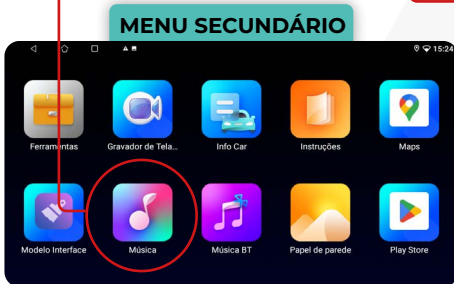 MENU SECUNDÁRIO
15:24
Ferramentas
Gravador de Tela...
Info Car
Instruções
Maps
Modelo Interface
Música
Música BT
Papel de parede
Play Store